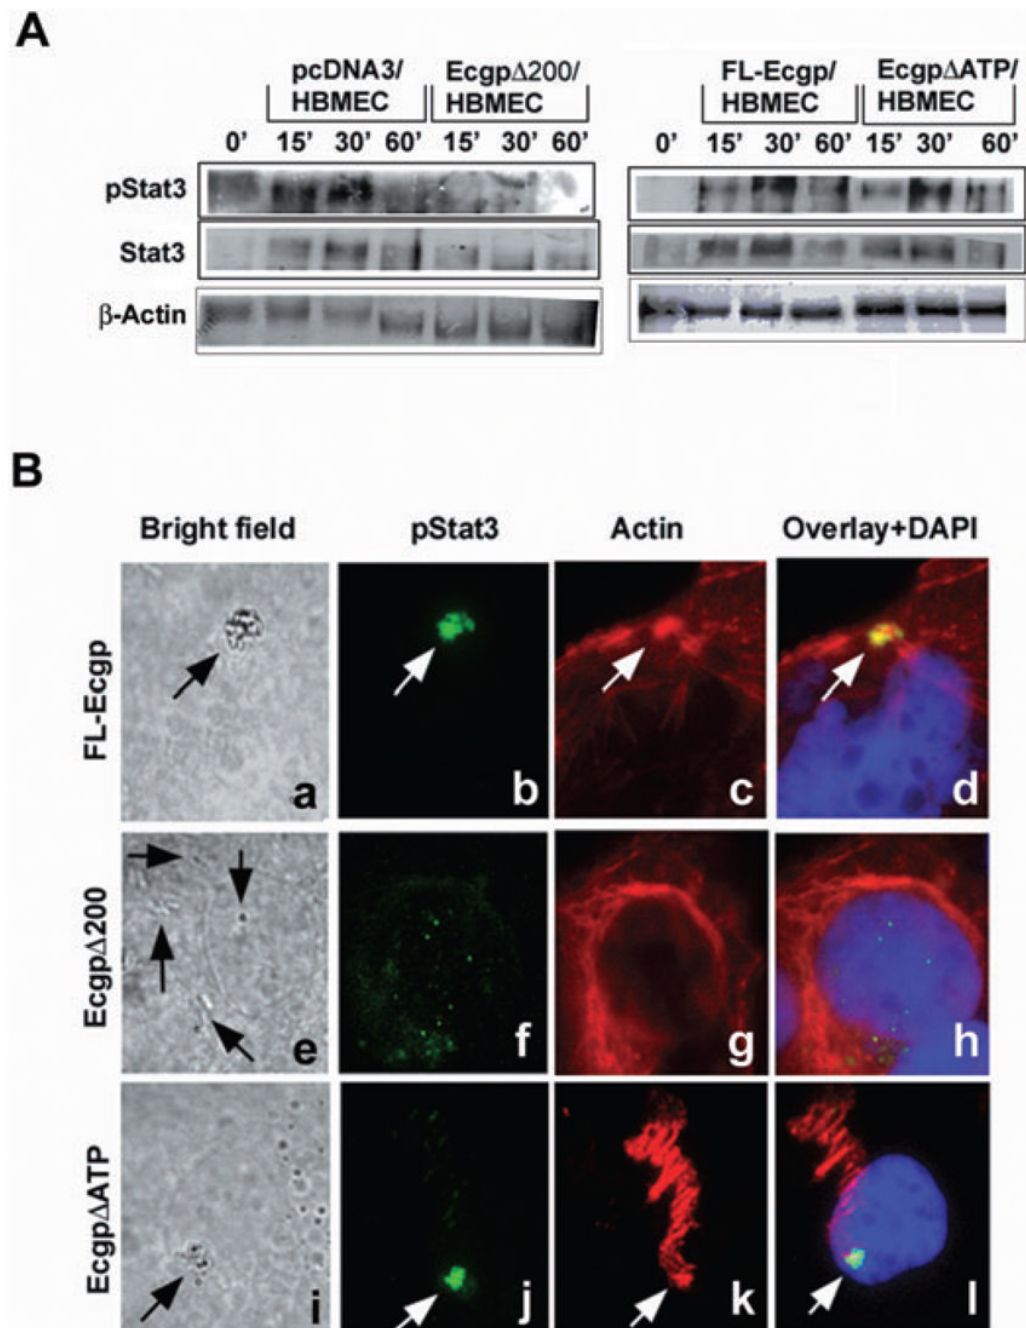 A
pcDNA3/ EcgpΔ200/ FL-Ecgp/ EcgpΔATP/
HBMEC HBMEC HBMEC HBMEC
0’ 15’ 30’ 60’ 15’ 30’ 60’ 0’ 15’ 30’ 60’ 15’ 30’ 60’
pStat3
Stat3
β-Actin
B
Bright field pStat3 Actin Overlay+DAPI
FL-Ecgp
a b c d
EcgpΔ200
e f g h
EcgpΔATP
i j k l